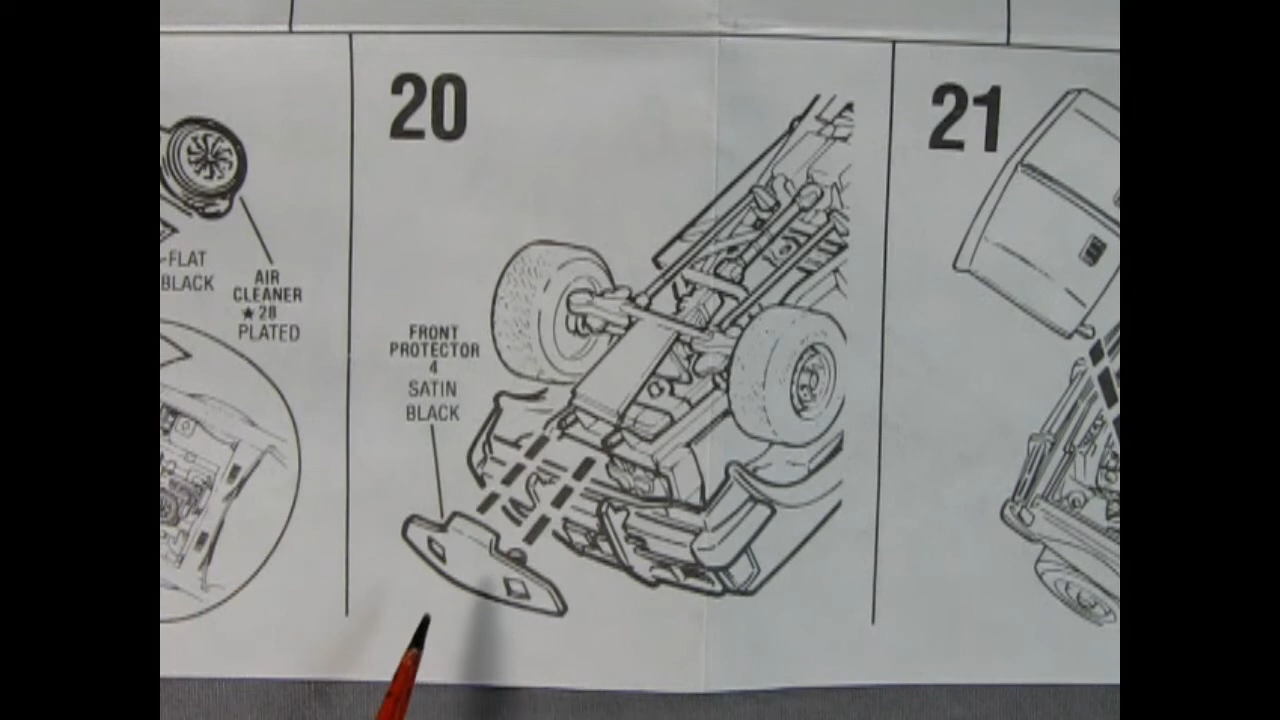 20
21
FLAT
BLACK
AIR
CLEANER
★ 28
PLATED
FRONT
PROTECTOR
4
SATIN
BLACK